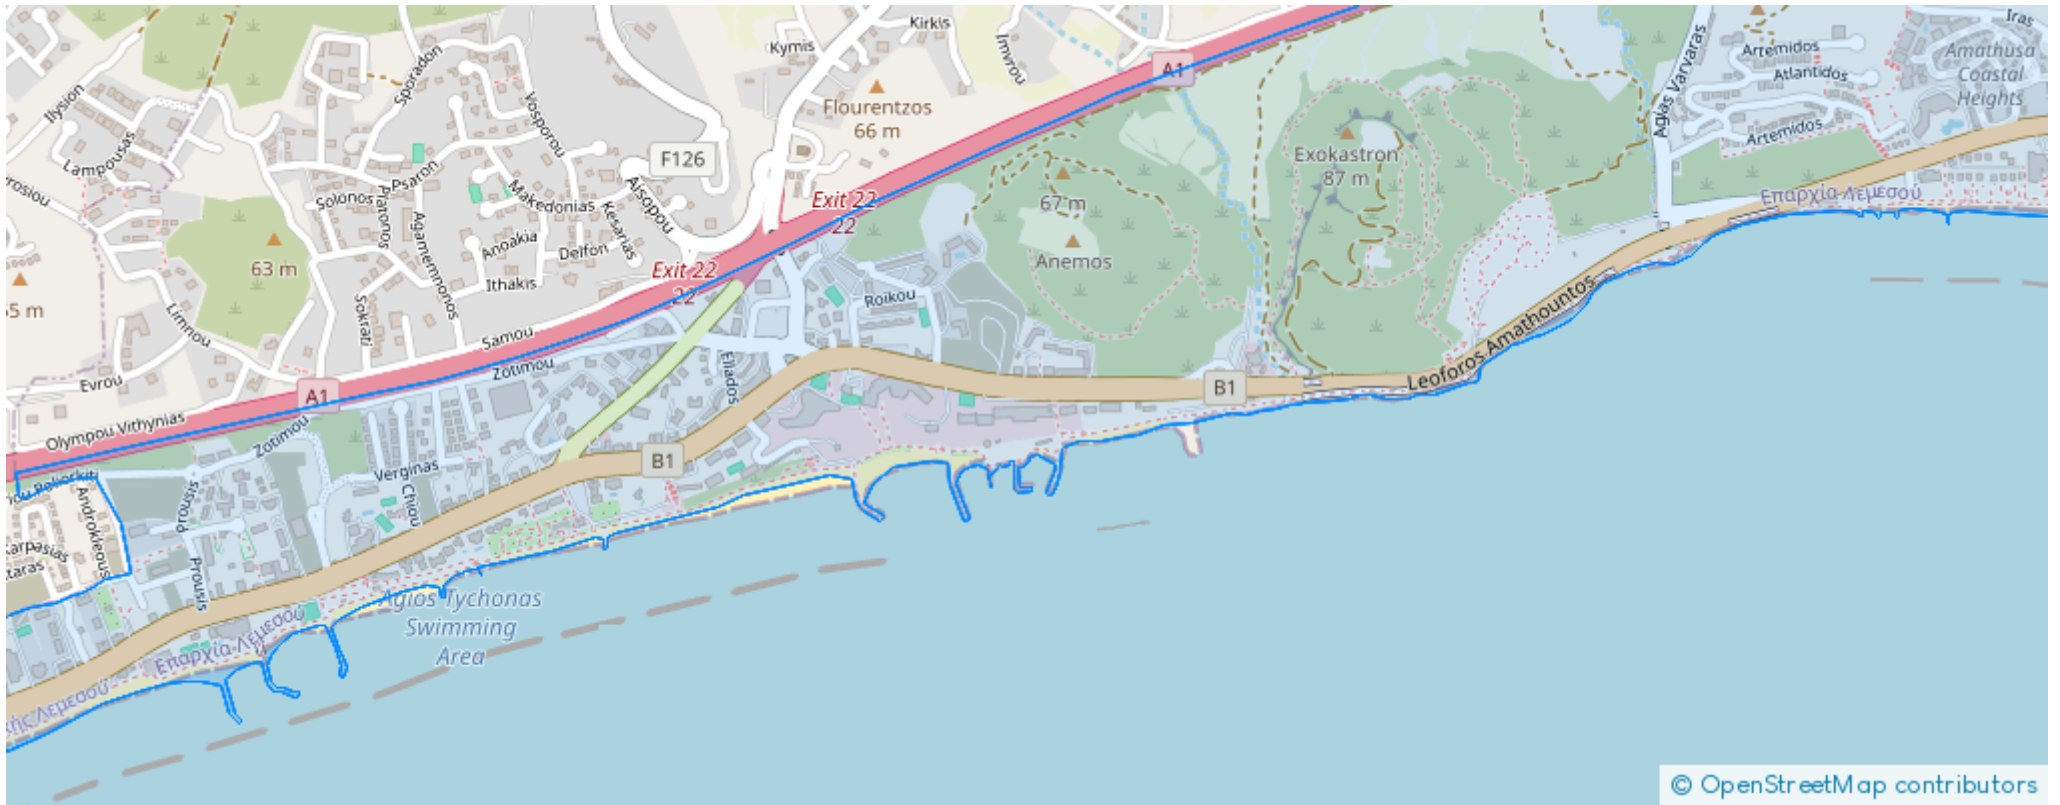 Kirkis
Kymis
Imvrou
A1
Iras
Artemidos
Amathusa
Coastal
Heights
Atlantidos
Agias Varvaras
Artemidos
Sporadon
Ilysion
Vosporou
Flourentzos
66 m
Lampousas
F126
Exokastron
87 m
Psaron
Solonos
Platonos
Makedonias
Aisopou
Kesarias
Exit 22
22
67 m
Επαρχία Λεμεσού
Agamemnonos
Anoakia
Delfon
63 m
Anemos
Exit 22
22
Ithakis
Roikou
Sokrati
Limnou
Samou
Leoforos Amathountos
Zotimou
Ellados
Evrou
A1
B1
Olympou Vithynias
Zotimou
B1
Verginas
Chiou
Androkleous
Prousis
Karpasias
Prousis
Agios Tychonas
Swimming
Area
Επαρχία Λεμεσού
Λεμεσού
© OpenStreetMap contributors